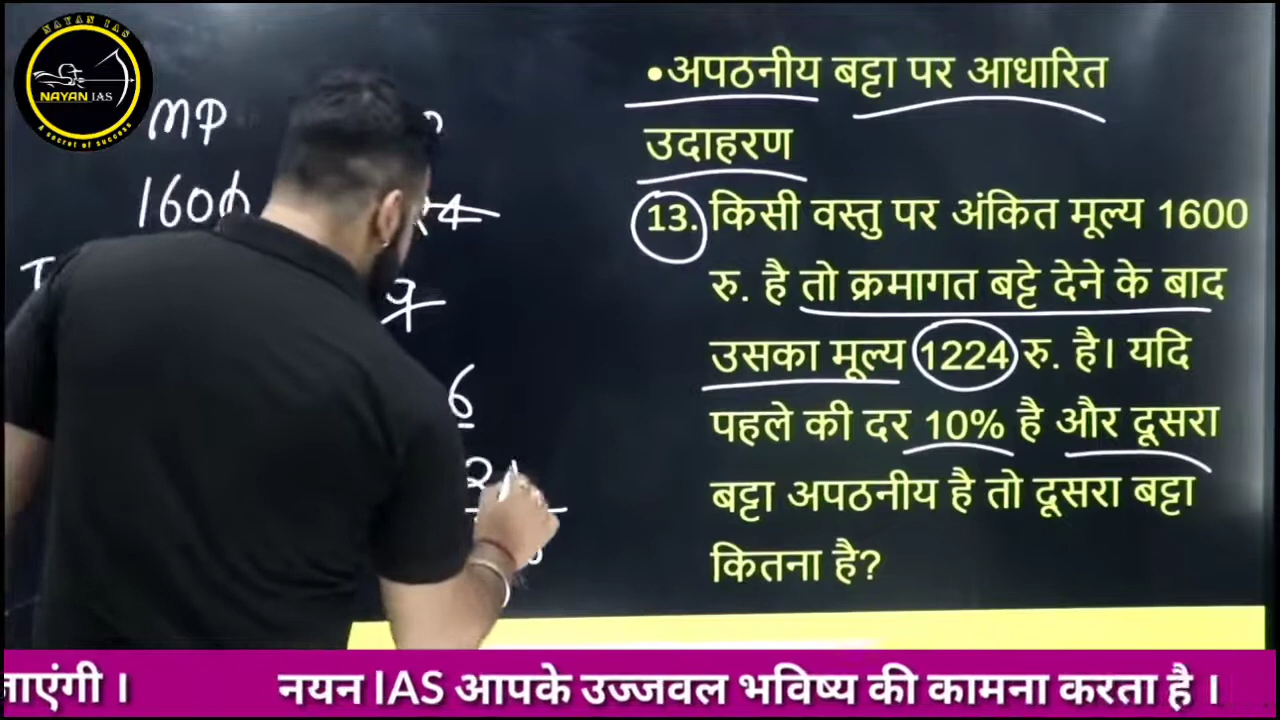 NAYAN IAS
NAYAN IAS
A secret of success
MP
1600
•अपठनीय बट्टा पर आधारित
उदाहरण
13. किसी वस्तु पर अंकित मूल्य 1600
रु. है तो क्रमागत बट्टे देने के बाद
उसका मूल्य 1224 रु. है। यदि
पहले की दर 10% है और दूसरा
बट्टा अपठनीय है तो दूसरा बट्टा
कितना है?
6
2
जाएंगी ।
नयन IAS आपके उज्जवल भविष्य की कामना करता है ।